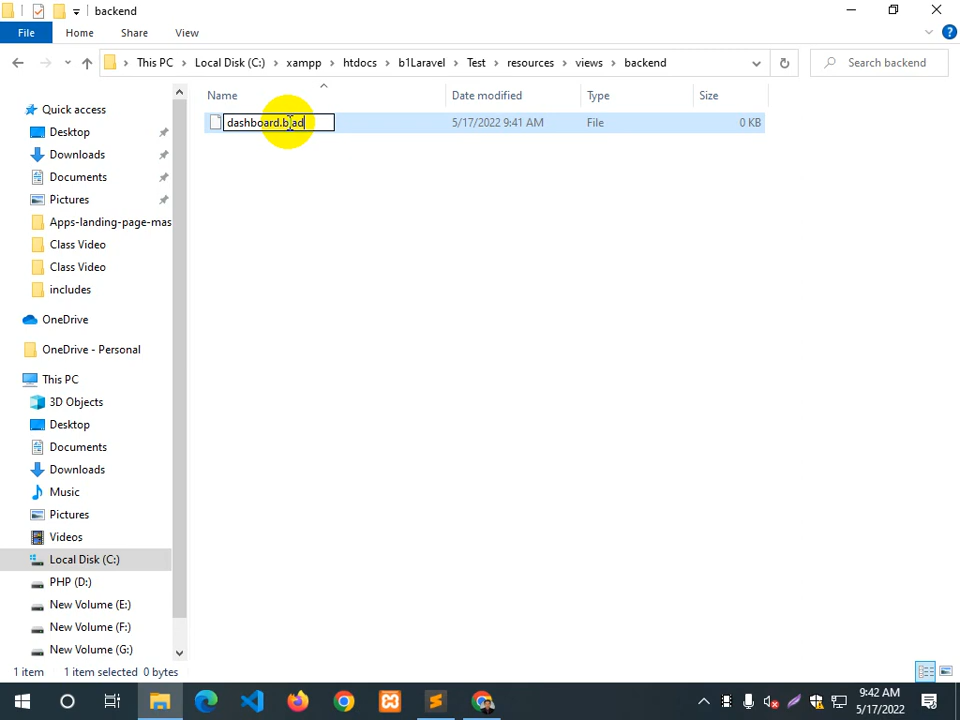 backend
File Home Share View
This PC Local Disk (C:) xampp htdocs b1Laravel Test resources views backend
Search backend
Name Date modified Type Size
5/17/2022 9:41 AM File 0 KB
Quick access
Desktop
Downloads
Documents
Pictures
Apps-landing-page-mas
Class Video
Class Video
includes
OneDrive
OneDrive - Personal
This PC
3D Objects
Desktop
Documents
Downloads
Music
Pictures
Videos
Local Disk (C:)
PHP (D:)
New Volume (E:)
New Volume (F:)
New Volume (G:)
1 item 1 item selected 0 bytes
9:42 AM
5/17/2022